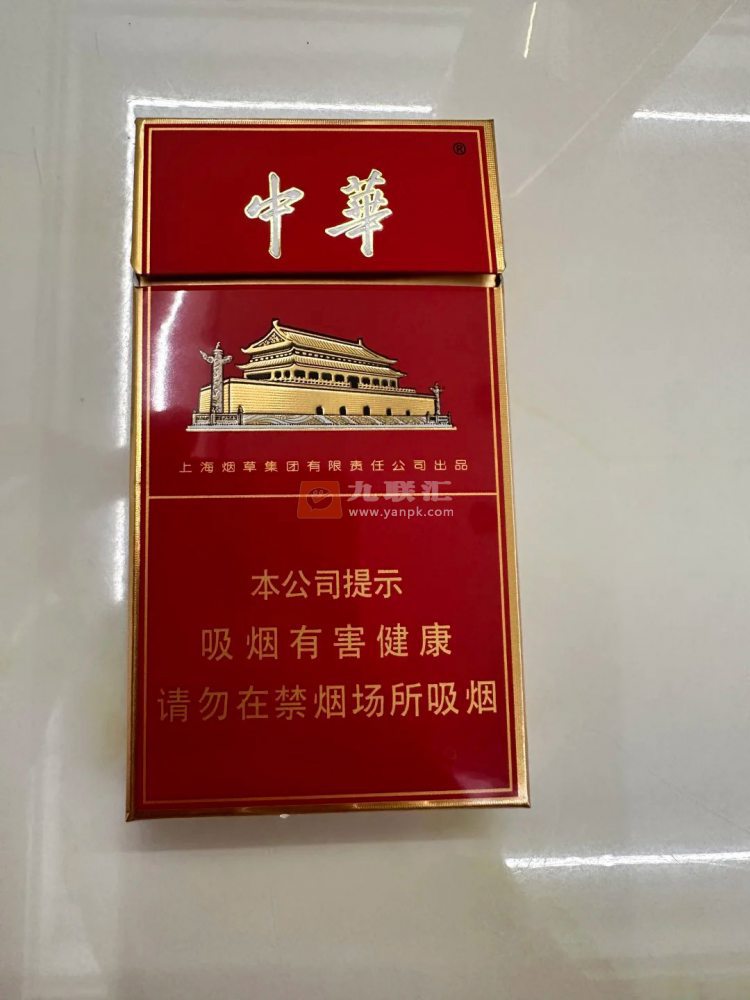 ®
中華
上海烟草集团有限责任公司出品
九联汇
www.yanpk.com
本公司提示
吸烟有害健康
请勿在禁烟场所吸烟